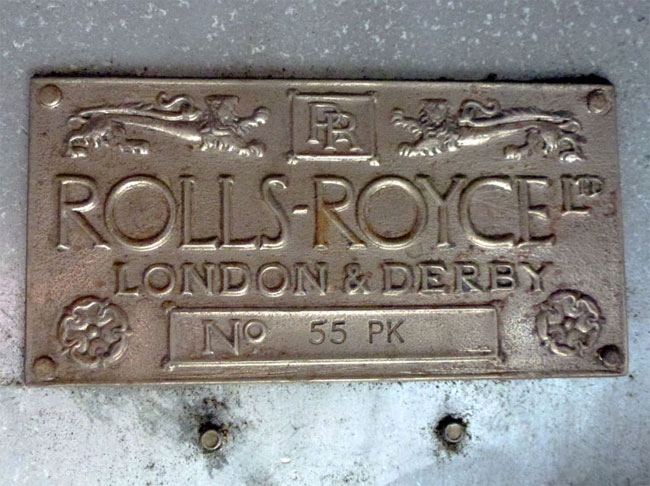 RR
ROLLS-ROYCE LTD
LONDON & DERBY
No 55 PK